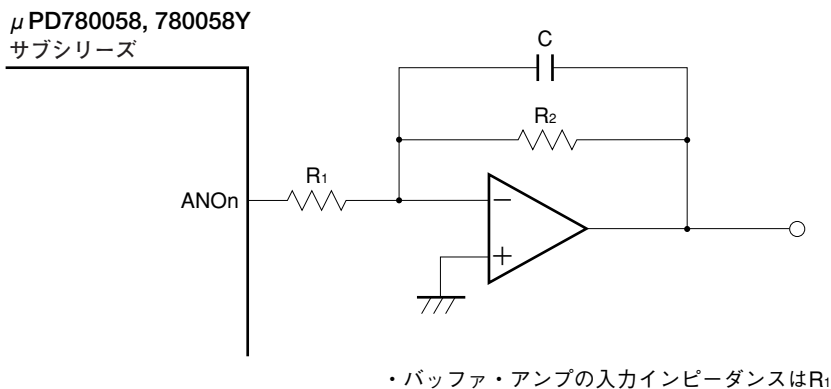 μPD780058, 780058Y
サブシリーズ
C
R2
R1
ANOn
−
+
・バッファ・アンプの入力インピーダンスはR1